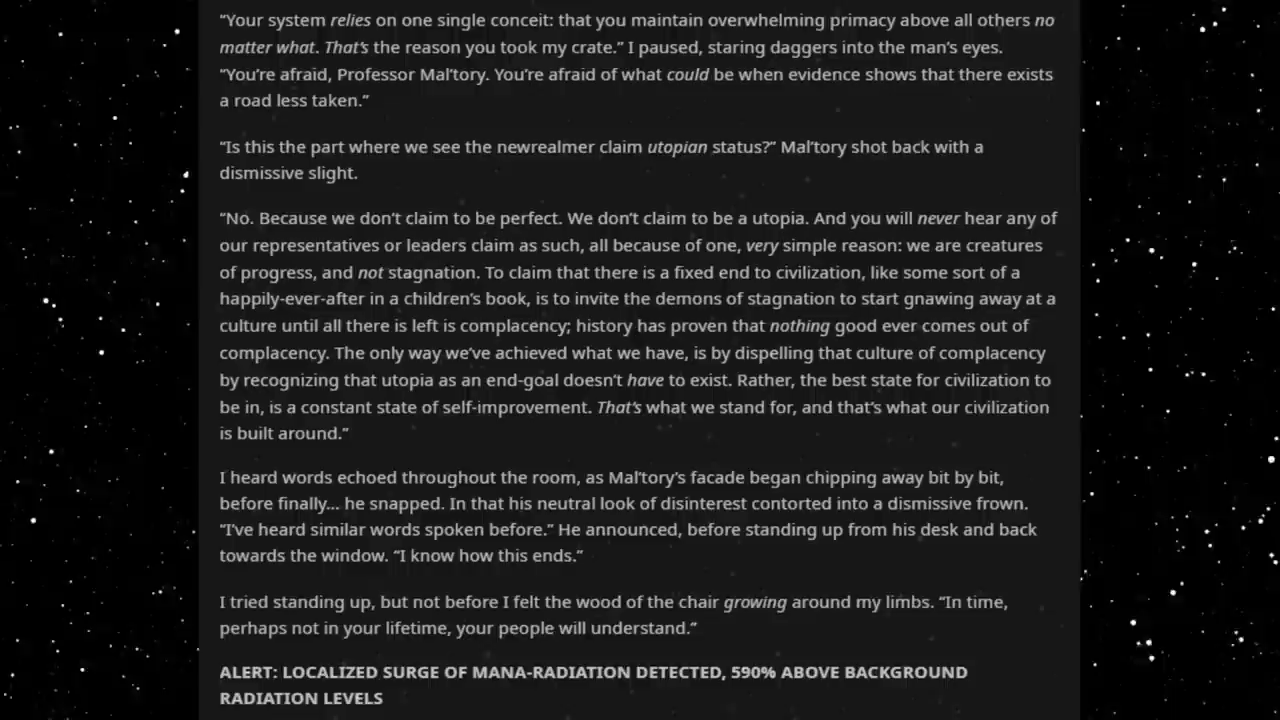 “Your system relies on one single conceit: that you maintain overwhelming primacy above all others no
matter what. That’s the reason you took my crate.” I paused, staring daggers into the man’s eyes.
“You’re afraid, Professor Mal’tory. You’re afraid of what could be when evidence shows that there exists
a road less taken.”
“Is this the part where we see the newrealmer claim utopian status?” Mal’tory shot back with a
dismissive slight.
“No. Because we don’t claim to be perfect. We don’t claim to be a utopia. And you will never hear any of
our representatives or leaders claim as such, all because of one, very simple reason: we are creatures
of progress, and not stagnation. To claim that there is a fixed end to civilization, like some sort of a
happily-ever-after in a children’s book, is to invite the demons of stagnation to start gnawing away at a
culture until all there is left is complacency; history has proven that nothing good ever comes out of
complacency. The only way we’ve achieved what we have, is by dispelling that culture of complacency
by recognizing that utopia as an end-goal doesn’t have to exist. Rather, the best state for civilization to
be in, is a constant state of self-improvement. That’s what we stand for, and that’s what our civilization
is built around.”
I heard words echoed throughout the room, as Mal’tory’s facade began chipping away bit by bit,
before finally… he snapped. In that his neutral look of disinterest contorted into a dismissive frown.
“I’ve heard similar words spoken before.” He announced, before standing up from his desk and back
towards the window. “I know how this ends.”
I tried standing up, but not before I felt the wood of the chair growing around my limbs. “In time,
perhaps not in your lifetime, your people will understand.”
ALERT: LOCALIZED SURGE OF MANA-RADIATION DETECTED, 590% ABOVE BACKGROUND
RADIATION LEVELS